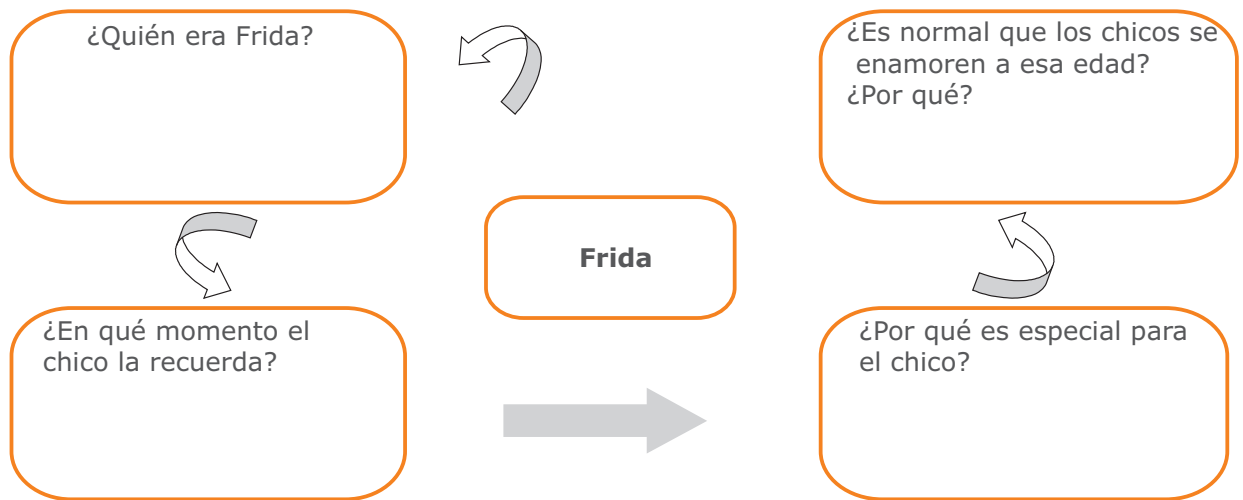 ¿Quién era Frida?
¿Es normal que los chicos se
enamoren a esa edad?
¿Por qué?
Frida
¿En qué momento el
chico la recuerda?
¿Por qué es especial para
el chico?